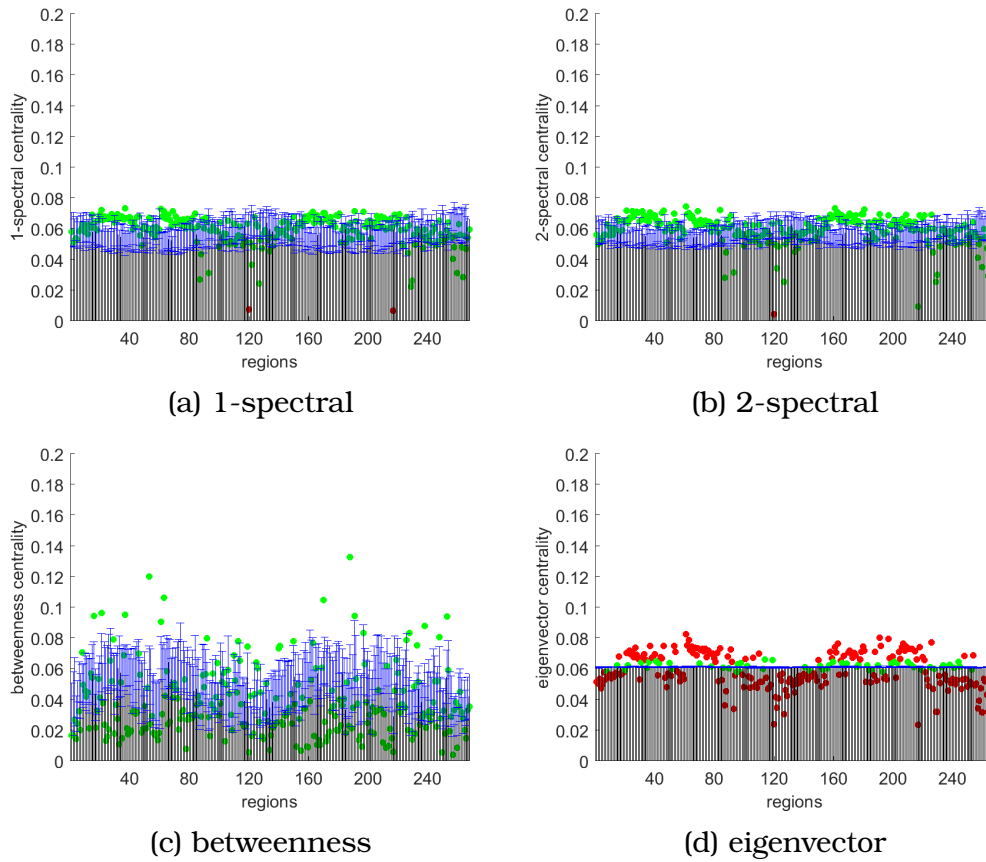 0.2
0.18
0.16
0.14
0.12
0.1
0.08
0.06
0.04
0.02
0
1-spectral centrality
40 80 120 160 200 240
regions
(a) 1-spectral
0.2
0.18
0.16
0.14
0.12
0.1
0.08
0.06
0.04
0.02
0
2-spectral centrality
40 80 120 160 200 240
regions
(b) 2-spectral
0.2
0.18
0.16
0.14
0.12
0.1
0.08
0.06
0.04
0.02
0
betweenness centrality
40 80 120 160 200 240
regions
(c) betweenness
0.2
0.18
0.16
0.14
0.12
0.1
0.08
0.06
0.04
0.02
0
eigenvector centrality
40 80 120 160 200 240
regions
(d) eigenvector